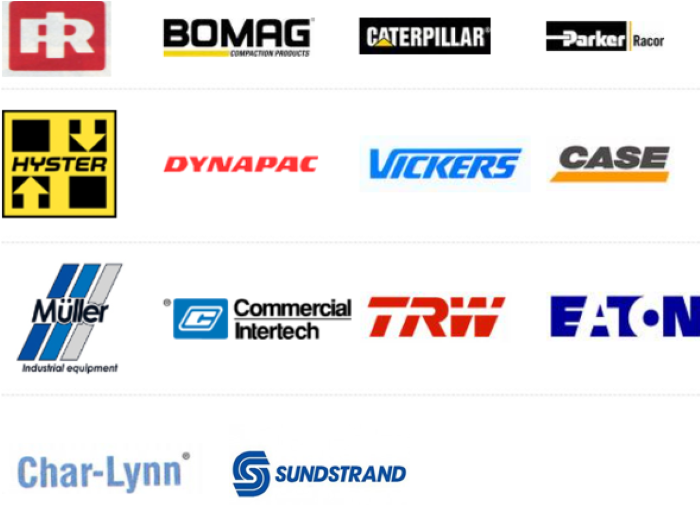 IR
BOMAG®
COMPACTION PRODUCTS
CATERPILLAR®
Parker Racor
HYSTER
DYNAPAC
VICKERS
CASE
Müller
Industrial equipment
® C Commercial
Intertech
TRW
EATON
Char-Lynn®
S SUNDSTRAND